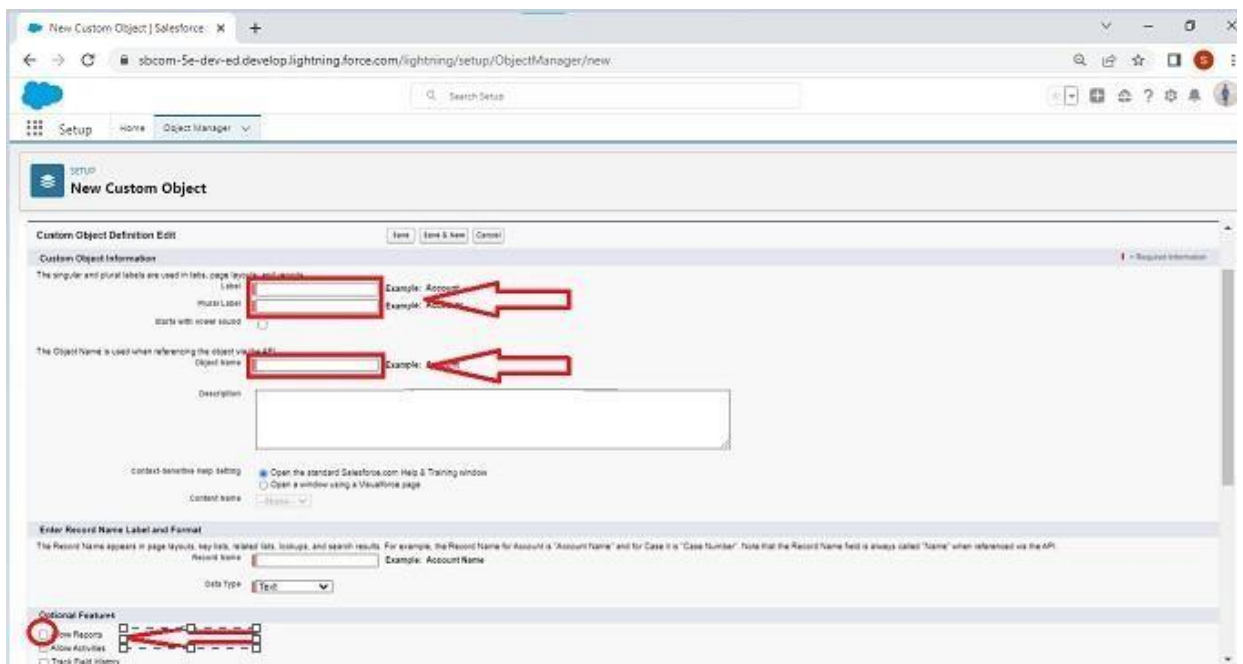 New Custom Object | Salesforce
sbcom-5e-dev-ed.develop.lightning.force.com/lightning/setup/ObjectManager/new
S
Search Setup
Setup
Home
Object Manager
SETUP
New Custom Object
Custom Object Definition Edit
Save
Save & New
Cancel
Custom Object Information
= Required Information
The singular and plural labels are used in tabs, page layouts, and reports.
Label
Example: Account
Plural Label
Example:
Starts with vowel sound
The Object Name is used when referencing the object via the API.
Object Name
Example:
Description
Context-Sensitive Help Setting
Open the standard Salesforce.com Help & Training window
Open a window using a Visualforce page
Content Name
--None--
Enter Record Name Label and Format
The Record Name appears in page layouts, key lists, related lists, lookups, and search results. For example, the Record Name for Account is "Account Name" and for Case it is "Case Number". Note that the Record Name field is always called "Name" when referenced via the API.
Record Name
Example: Account Name
Data Type
Text
Optional Features
Allow Reports
Allow Activities
Track Field History